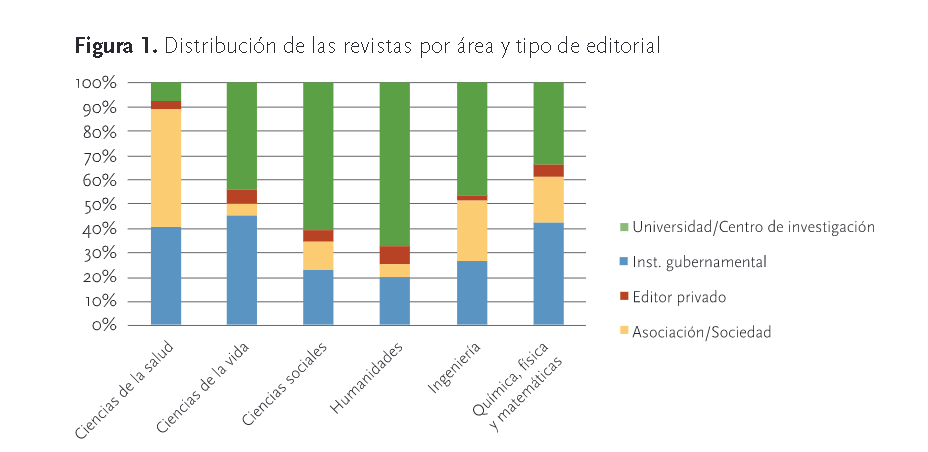 Figura 1. Distribución de las revistas por área y tipo de editorial
100%
90%
80%
70%
60%
50%
40%
30%
20%
10%
0%
Ciencias de la salud
Ciencias de la vida
Ciencias sociales
Humanidades
Ingeniería
Química, física
y matemáticas
Universidad/Centro de investigación
Inst. gubernamental
Editor privado
Asociación/Sociedad